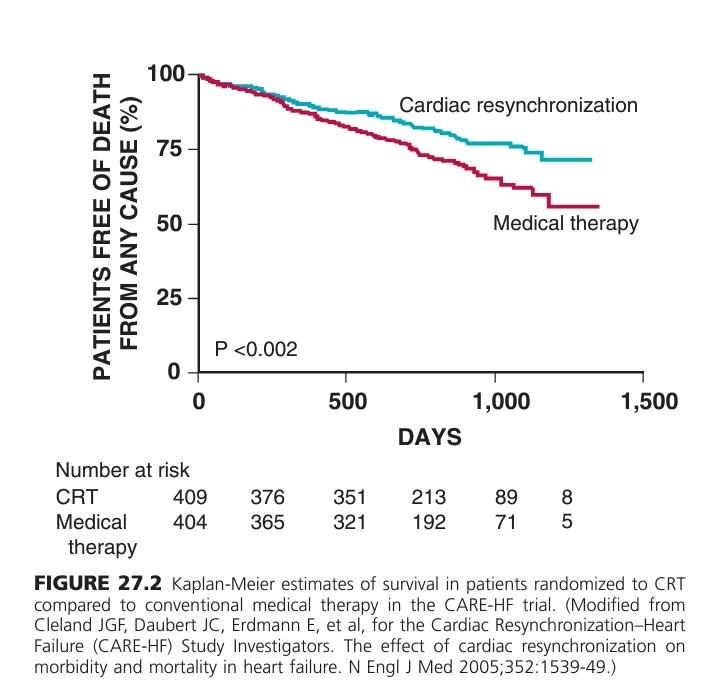 PATIENTS FREE OF DEATH
FROM ANY CAUSE (%)
100
75
50
25
0
Cardiac resynchronization
Medical therapy
P <0.002
0 500 1,000 1,500
DAYS
Number at risk
CRT 409 376 351 213 89 8
Medical 404 365 321 192 71 5
therapy
FIGURE 27.2 Kaplan-Meier estimates of survival in patients randomized to CRT
compared to conventional medical therapy in the CARE-HF trial. (Modified from
Cleland JGF, Daubert JC, Erdmann E, et al, for the Cardiac Resynchronization–Heart
Failure (CARE-HF) Study Investigators. The effect of cardiac resynchronization on
morbidity and mortality in heart failure. N Engl J Med 2005;352:1539-49.)